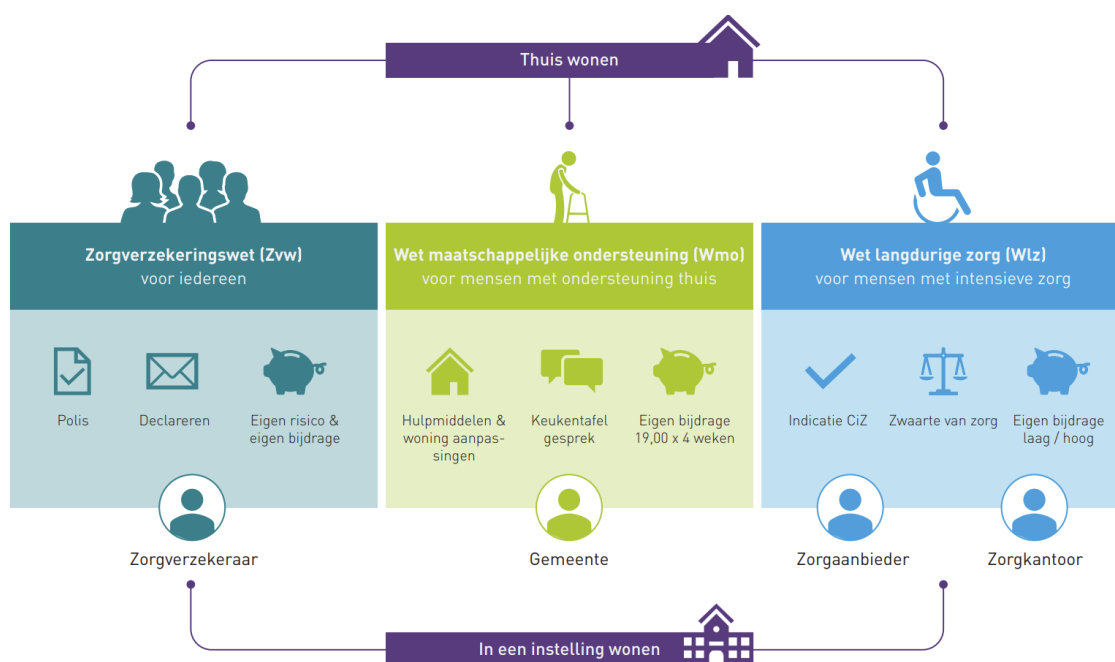 Thuis wonen
Zorgverzekeringswet (Zvw)
voor iedereen
Polis
Declareren
Eigen risico &
eigen bijdrage
Zorgverzekeraar
Wet maatschappelijke ondersteuning (Wmo)
voor mensen met ondersteuning thuis
Hulpmiddelen &
woning aanpas-
singen
Keukentafel
gesprek
Eigen bijdrage
19,00 x 4 weken
Gemeente
Wet langdurige zorg (Wlz)
voor mensen met intensieve zorg
Indicatie CiZ
Zwaarte van zorg
Eigen bijdrage
laag / hoog
Zorgaanbieder
Zorgkantoor
In een instelling wonen